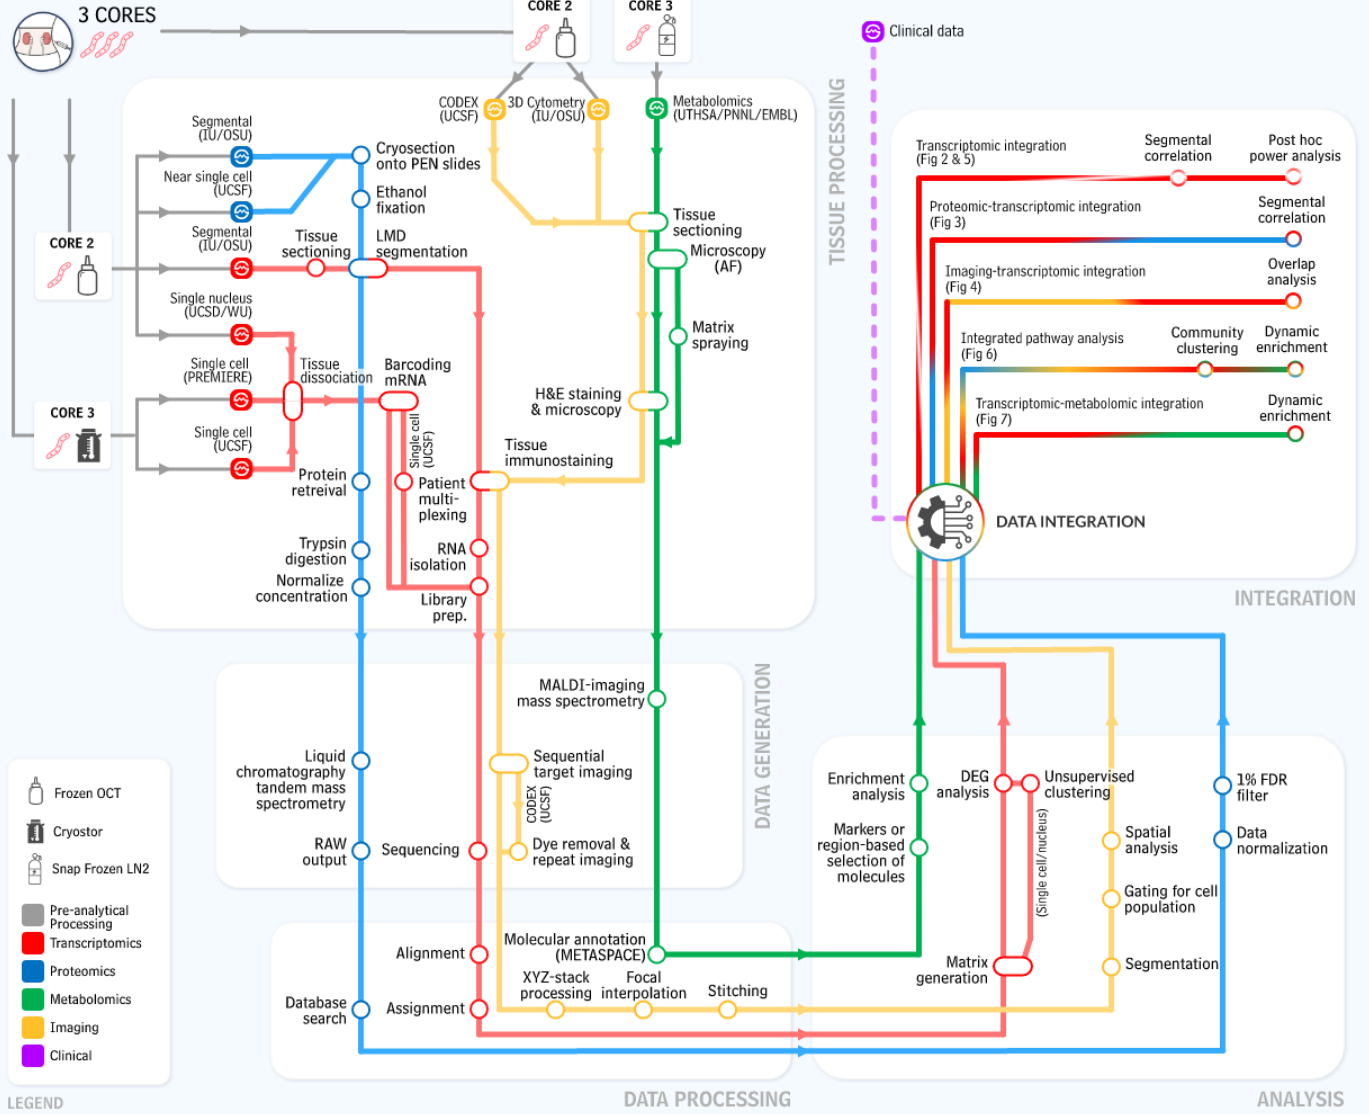 3 CORES
CORE 2
CORE 3
Clinical data
CODEX
(UCSF)
3D Cytometry
(IU/OSU)
Metabolomics
(UTHSA/PNNL/EMBL)
TISSUE PROCESSING
Segmental
(IU/OSU)
Near single cell
(UCSF)
Segmental
(IU/OSU)
Single nucleus
(UCSD/WU)
Single cell
(PREMIERE)
Single cell
(UCSF)
CORE 2
CORE 3
Cryosection
onto PEN slides
Ethanol
fixation
Tissue
sectioning
LMD
segmentation
Tissue
dissociation
Barcoding
mRNA
Single cell
(UCSF)
Protein
retreival
Patient
multi-
plexing
Trypsin
digestion
RNA
isolation
Normalize
concentration
Library
prep.
Tissue
sectioning
Microscopy
(AF)
Matrix
spraying
H&E staining
& microscopy
Tissue
immunostaining
Transcriptomic integration
(Fig 2 & 5)
Segmental
correlation
Post hoc
power analysis
Proteomic-transcriptomic integration
(Fig 3)
Segmental
correlation
Imaging-transcriptomic integration
(Fig 4)
Overlap
analysis
Integrated pathway analysis
(Fig 6)
Community
clustering
Dynamic
enrichment
Transcriptomic-metabolomic integration
(Fig 7)
Dynamic
enrichment
DATA INTEGRATION
INTEGRATION
DATA GENERATION
MALDI-imaging
mass spectrometry
Liquid
chromatography
tandem mass
spectrometry
Sequential
target imaging
CODEX
(UCSF)
RAW
output
Sequencing
Dye removal &
repeat imaging
Enrichment
analysis
DEG
analysis
Unsupervised
clustering
1% FDR
filter
Markers or
region-based
selection of
molecules
(Single cell/nucleus)
Spatial
analysis
Data
normalization
Gating for cell
population
Matrix
generation
Segmentation
Alignment
Molecular annotation
(METASPACE)
XYZ-stack
processing
Focal
interpolation
Stitching
Database
search
Assignment
Frozen OCT
Cryostor
Snap Frozen LN2
Pre-analytical
Processing
Transcriptomics
Proteomics
Metabolomics
Imaging
Clinical
LEGEND
DATA PROCESSING
ANALYSIS